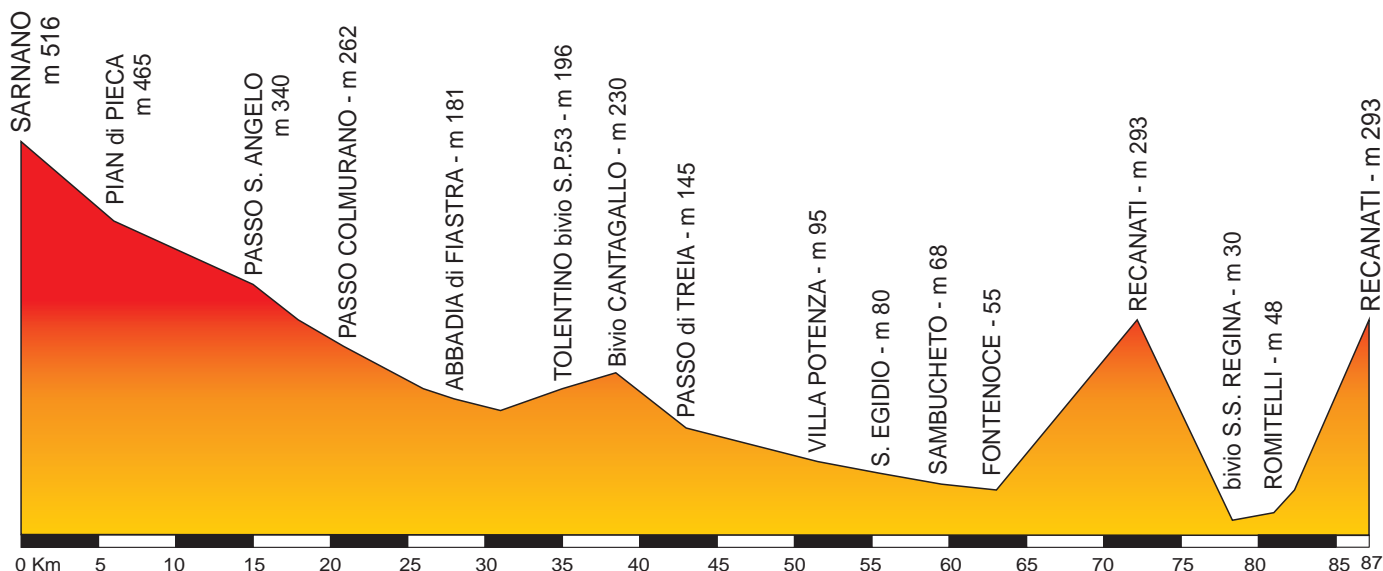 SARNANO
m 516
PIAN di PIECA
m 465
PASSO S. ANGELO
m 340
PASSO COLMURANO - m 262
ABBADIA di FIASTRA - m 181
TOLENTINO bivio S.P.53 - m 196
Bivio CANTAGALLO - m 230
PASSO di TREIA - m 145
VILLA POTENZA - m 95
S. EGIDIO - m 80
SAMBUCHETO - m 68
FONTENOCE - 55
RECANATI - m 293
bivio S.S. REGINA - m 30
ROMITELLI - m 48
RECANATI - m 293
0 Km 5 10 15 20 25 30 35 40 45 50 55 60 65 70 75 80 85 87